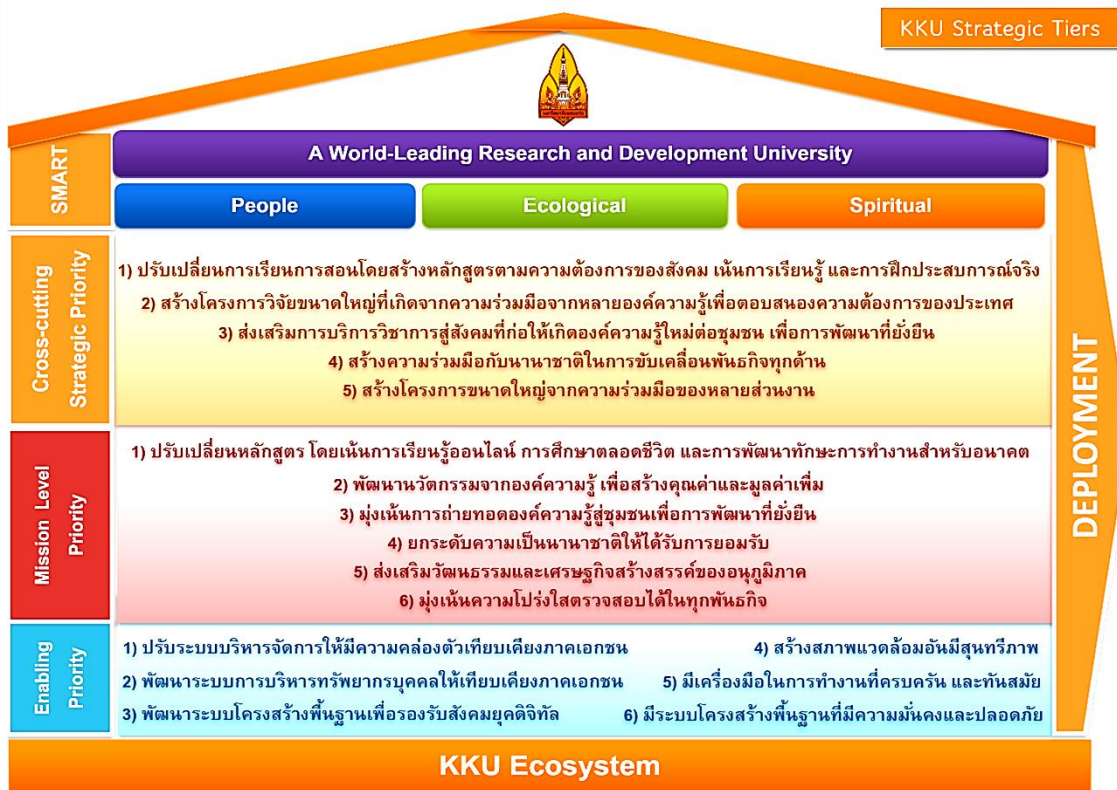 KKU Strategic Tiers
SMART
A World-Leading Research and Development University
People
Ecological
Spiritual
Cross-cutting
Strategic Priority
1) ปรับเปลี่ยนการเรียนการสอนโดยสร้างหลักสูตรตามความต้องการของสังคม เน้นการเรียนรู้ และการฝึกประสบการณ์จริง
2) สร้างโครงการวิจัยขนาดใหญ่ที่เกิดจากความร่วมมือจากหลายองค์ความรู้เพื่อตอบสนองความต้องการของประเทศ
3) ส่งเสริมการบริการวิชาการสู่สังคมที่ก่อให้เกิดองค์ความรู้ใหม่ต่อชุมชน เพื่อการพัฒนาที่ยั่งยืน
4) สร้างความร่วมมือกับนานาชาติในการขับเคลื่อนพันธกิจทุกด้าน
5) สร้างโครงการขนาดใหญ่จากความร่วมมือของหลายส่วนงาน
Mission Level
Priority
1) ปรับเปลี่ยนหลักสูตร โดยเน้นการเรียนรู้ออนไลน์ การศึกษาตลอดชีวิต และการพัฒนาทักษะการทำงานสำหรับอนาคต
2) พัฒนานวัตกรรมจากองค์ความรู้ เพื่อสร้างคุณค่าและมูลค่าเพิ่ม
3) มุ่งเน้นการถ่ายทอดองค์ความรู้สู่ชุมชนเพื่อการพัฒนาที่ยั่งยืน
4) ยกระดับความเป็นนานาชาติให้ได้รับการยอมรับ
5) ส่งเสริมวัฒนธรรมและเศรษฐกิจสร้างสรรค์ของอนุภูมิภาค
6) มุ่งเน้นความโปร่งใสตรวจสอบได้ในทุกพันธกิจ
Enabling
Priority
1) ปรับระบบบริหารจัดการให้มีความคล่องตัวเทียบเคียงภาคเอกชน
2) พัฒนาระบบการบริหารทรัพยากรบุคคลให้เทียบเคียงภาคเอกชน
3) พัฒนาระบบโครงสร้างพื้นฐานเพื่อรองรับสังคมยุคดิจิทัล
4) สร้างสภาพแวดล้อมอันมีสุนทรีภาพ
5) มีเครื่องมือในการทำงานที่ครบครัน และทันสมัย
6) มีระบบโครงสร้างพื้นฐานที่มีความมั่นคงและปลอดภัย
DEPLOYMENT
KKU Ecosystem